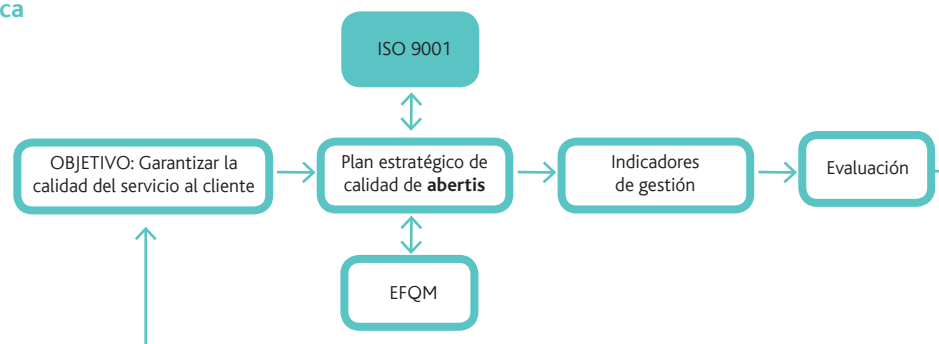 ca
ISO 9001
OBJETIVO: Garantizar la
calidad del servicio al cliente
Plan estratégico de
calidad de abertis
Indicadores
de gestión
Evaluación
EFQM